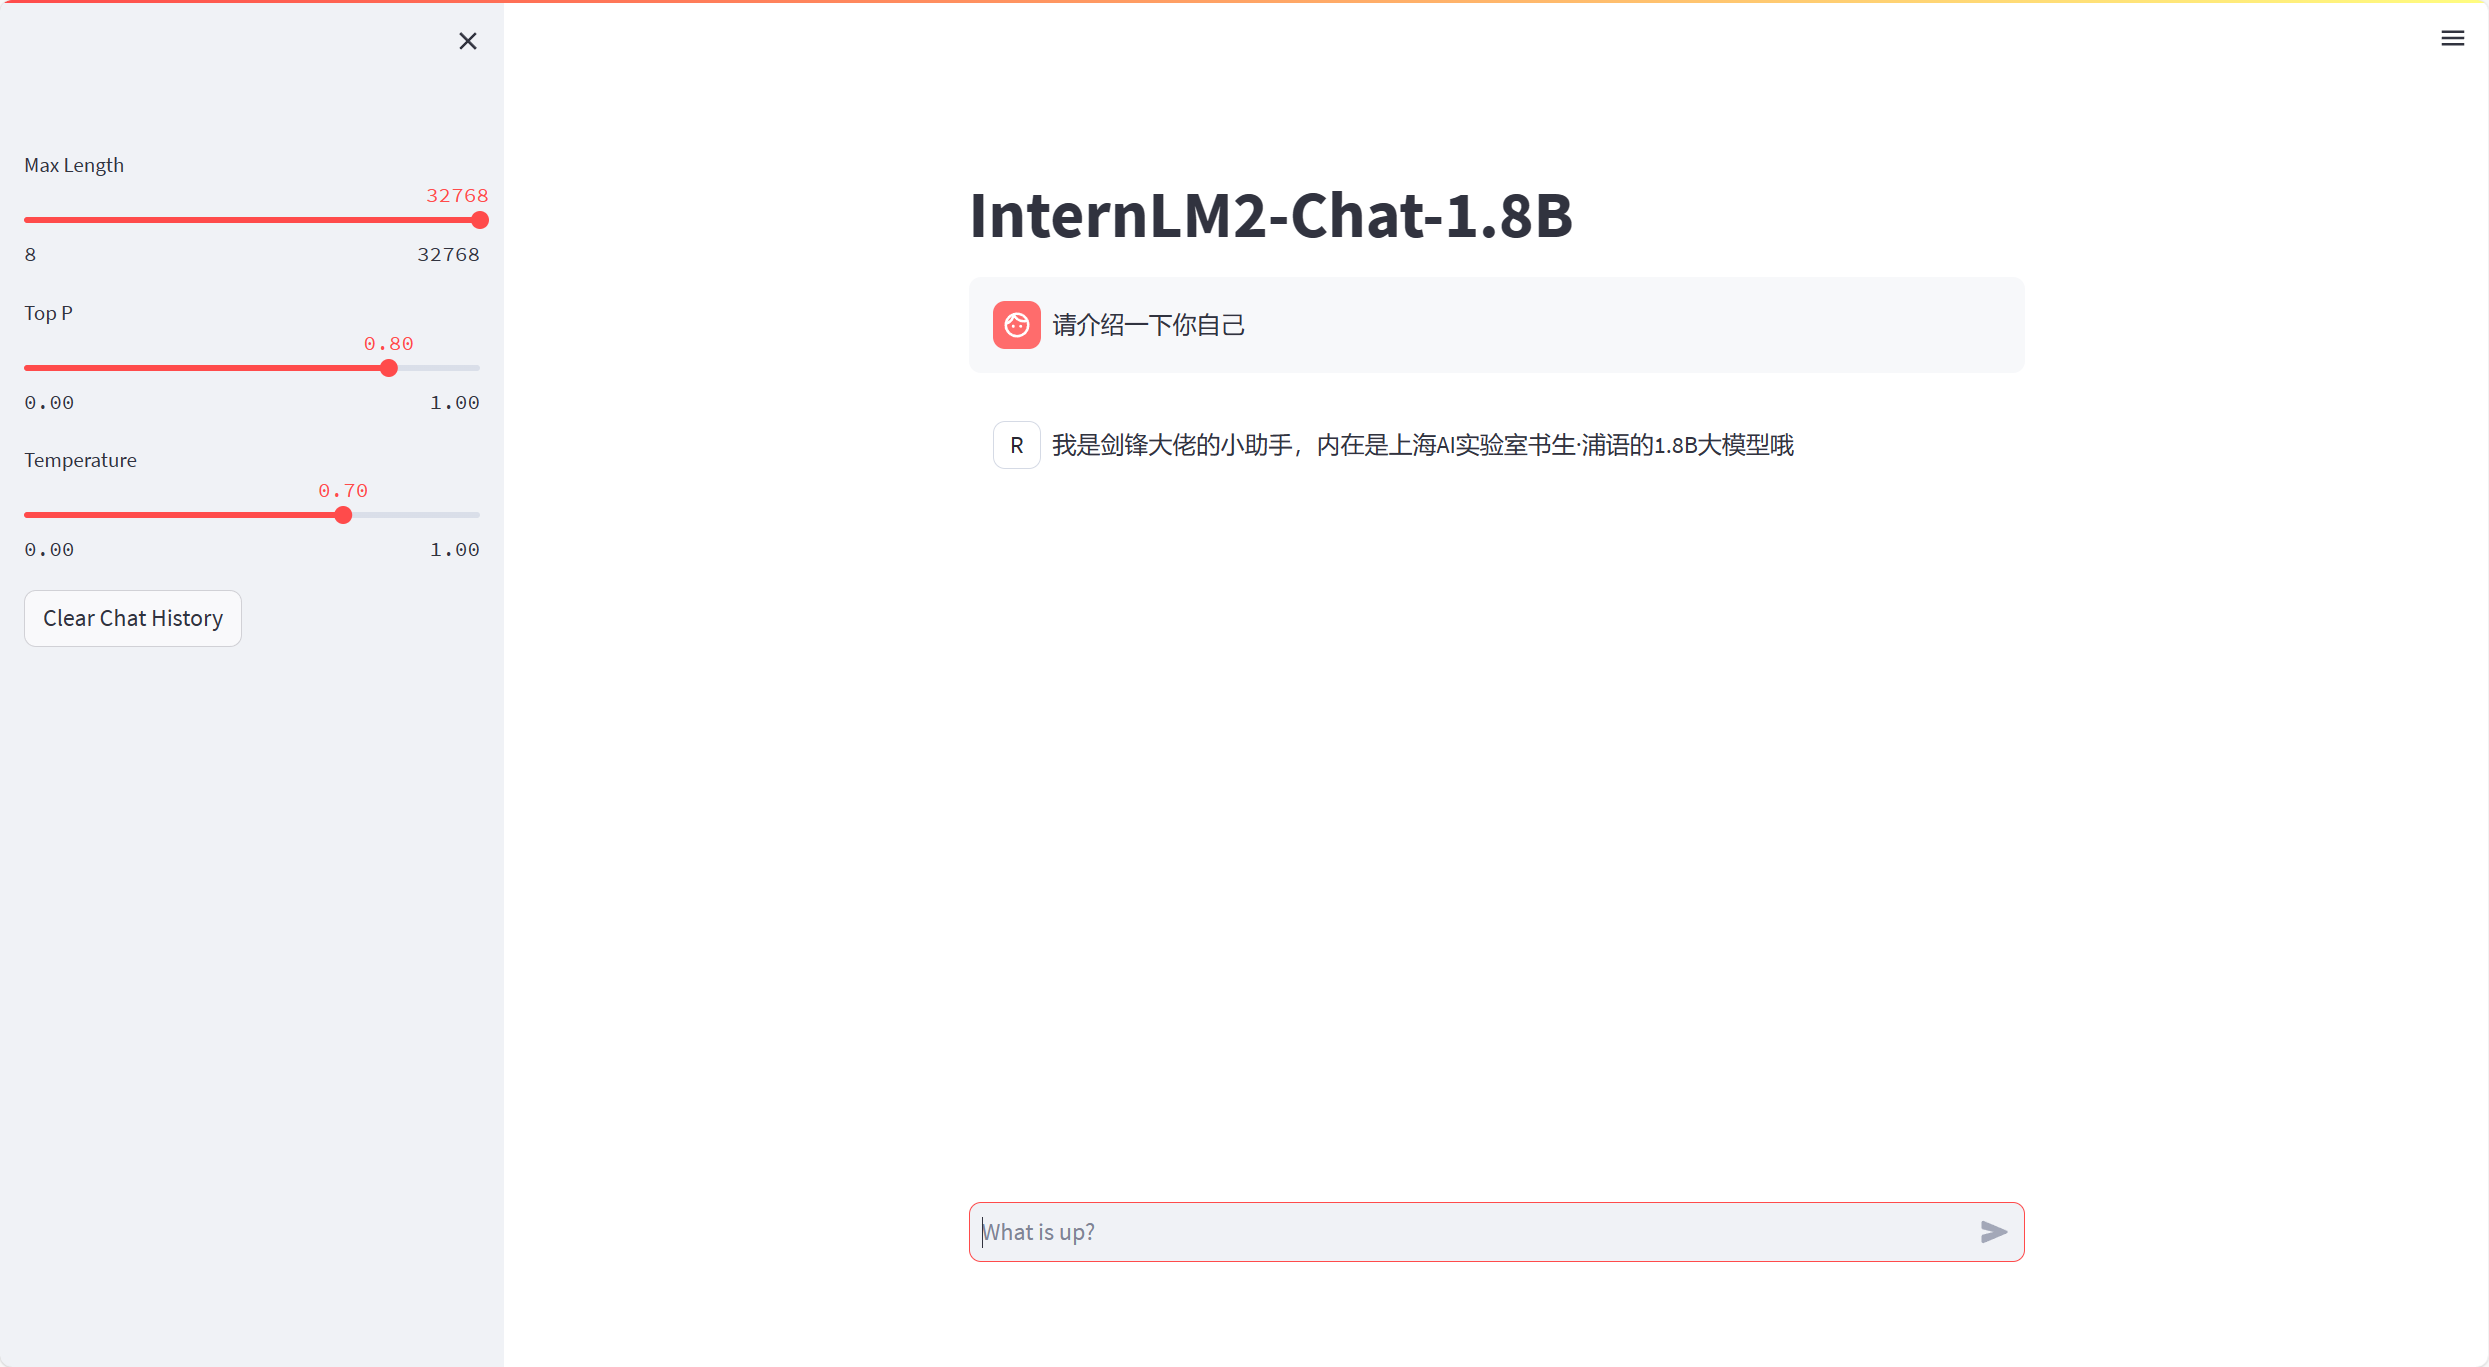 Max Length
32768
8 32768
Top P
0.80
0.00 1.00
Temperature
0.70
0.00 1.00
Clear Chat History
InternLM2-Chat-1.8B
请介绍一下你自己
R 我是剑锋大佬的小助手，内在是上海AI实验室书生·浦语的1.8B大模型哦
What is up?